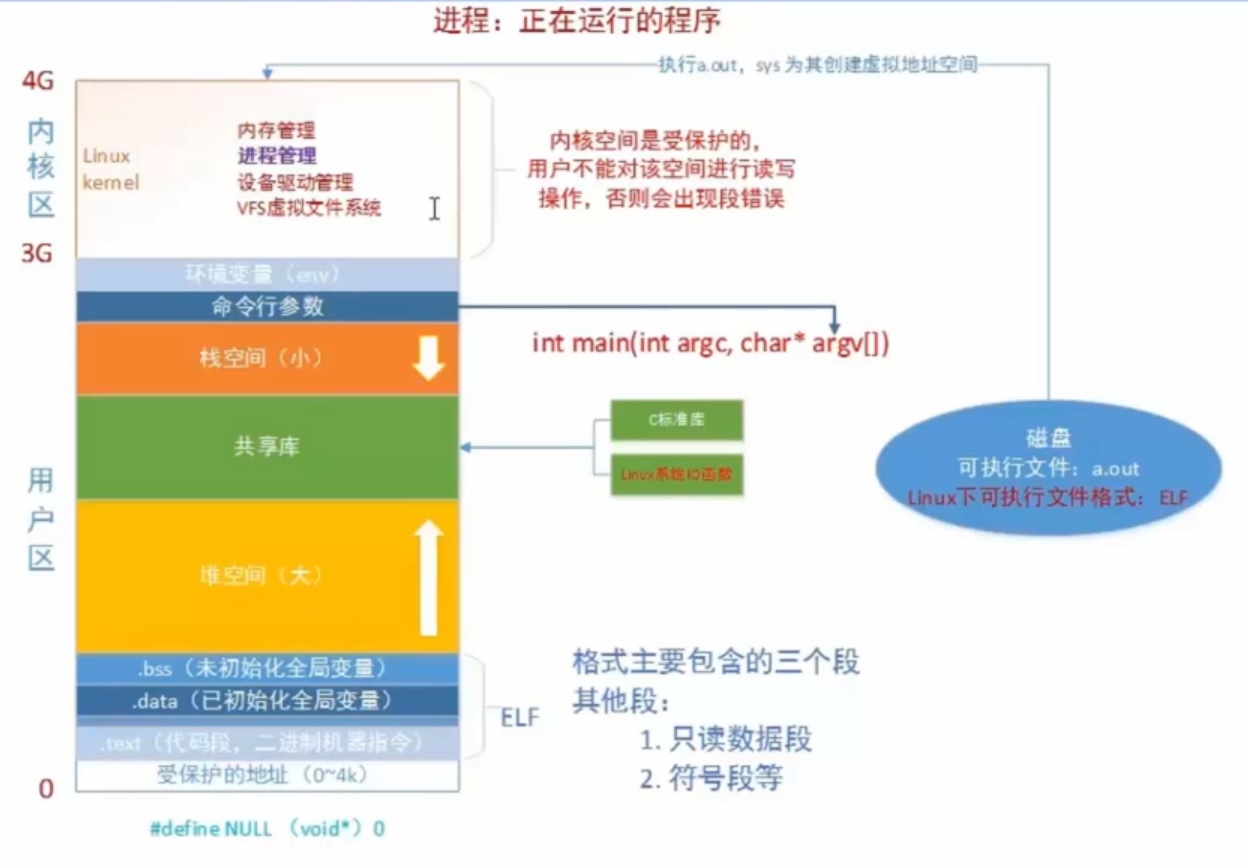 进程：正在运行的程序
执行a.out，sys 为其创建虚拟地址空间
4G
内核区
Linux
kernel
内存管理
进程管理
设备驱动管理
VFS虚拟文件系统
内核空间是受保护的，
用户不能对该空间进行读写
操作，否则会出现段错误
3G
环境变量（env）
命令行参数
int main(int argc, char* argv[])
栈空间（小）
共享库
C标准库
Linux系统IO函数
磁盘
可执行文件：a.out
Linux下可执行文件格式：ELF
用户区
堆空间（大）
.bss（未初始化全局变量）
.data（已初始化全局变量）
.text（代码段，二进制机器指令）
ELF
格式主要包含的三个段
其他段：
1. 只读数据段
2. 符号段等
受保护的地址（0~4k）
0
#define NULL （void*）0